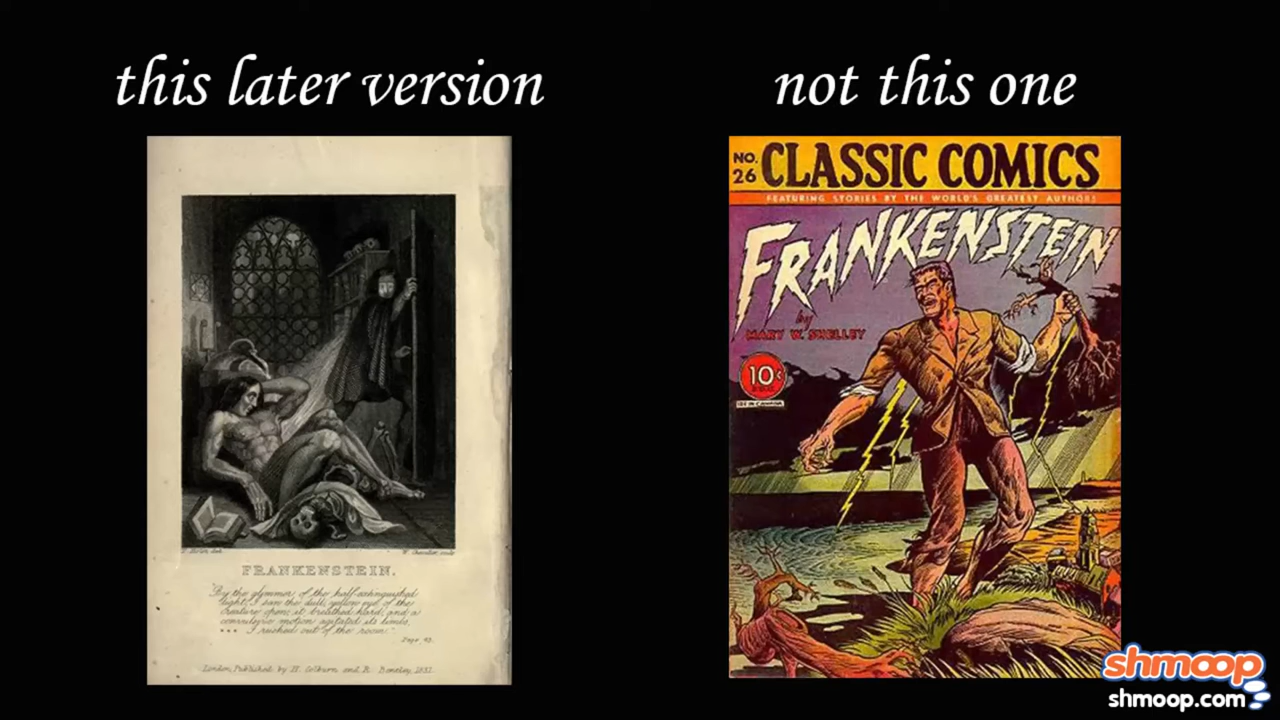 this later version
not this one
FRANKENSTEIN.
"By the glimmer of the half-extinguished
light, I saw the dull, yellow eye of the
creature open; it breathed hard, and a
convulsive motion agitated its limbs,
*** I rushed out of the room."
Page 43.
London, Published by H. Colburn and R. Bentley, 1831.
NO. 26
CLASSIC COMICS
FEATURING STORIES BY THE WORLD'S GREATEST AUTHORS
FRANKENSTEIN
by
MARY W. SHELLEY
10¢
15¢ IN CANADA
shmoop
shmoop.com